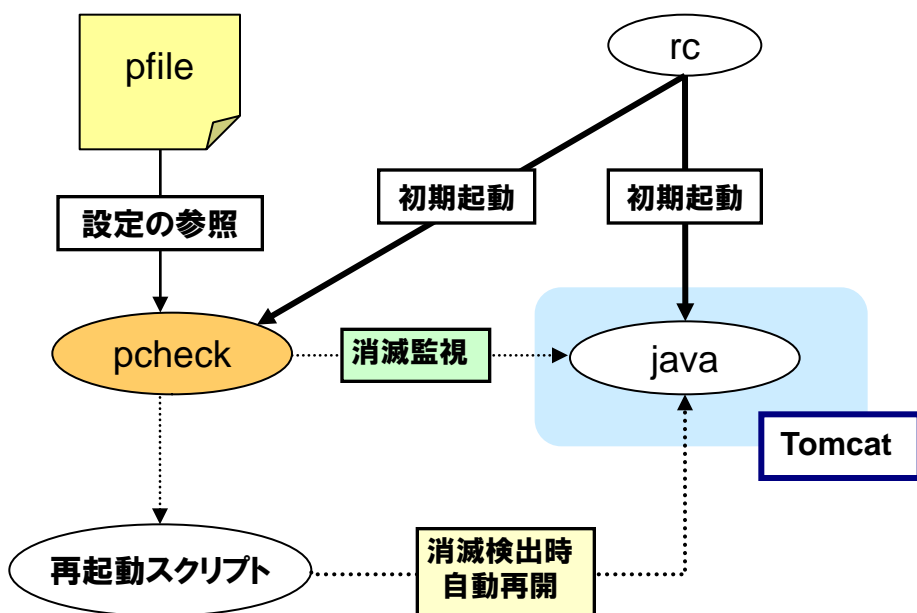 pfile
rc
設定の参照
初期起動
初期起動
pcheck
消滅監視
java
Tomcat
再起動スクリプト
消滅検出時
自動再開